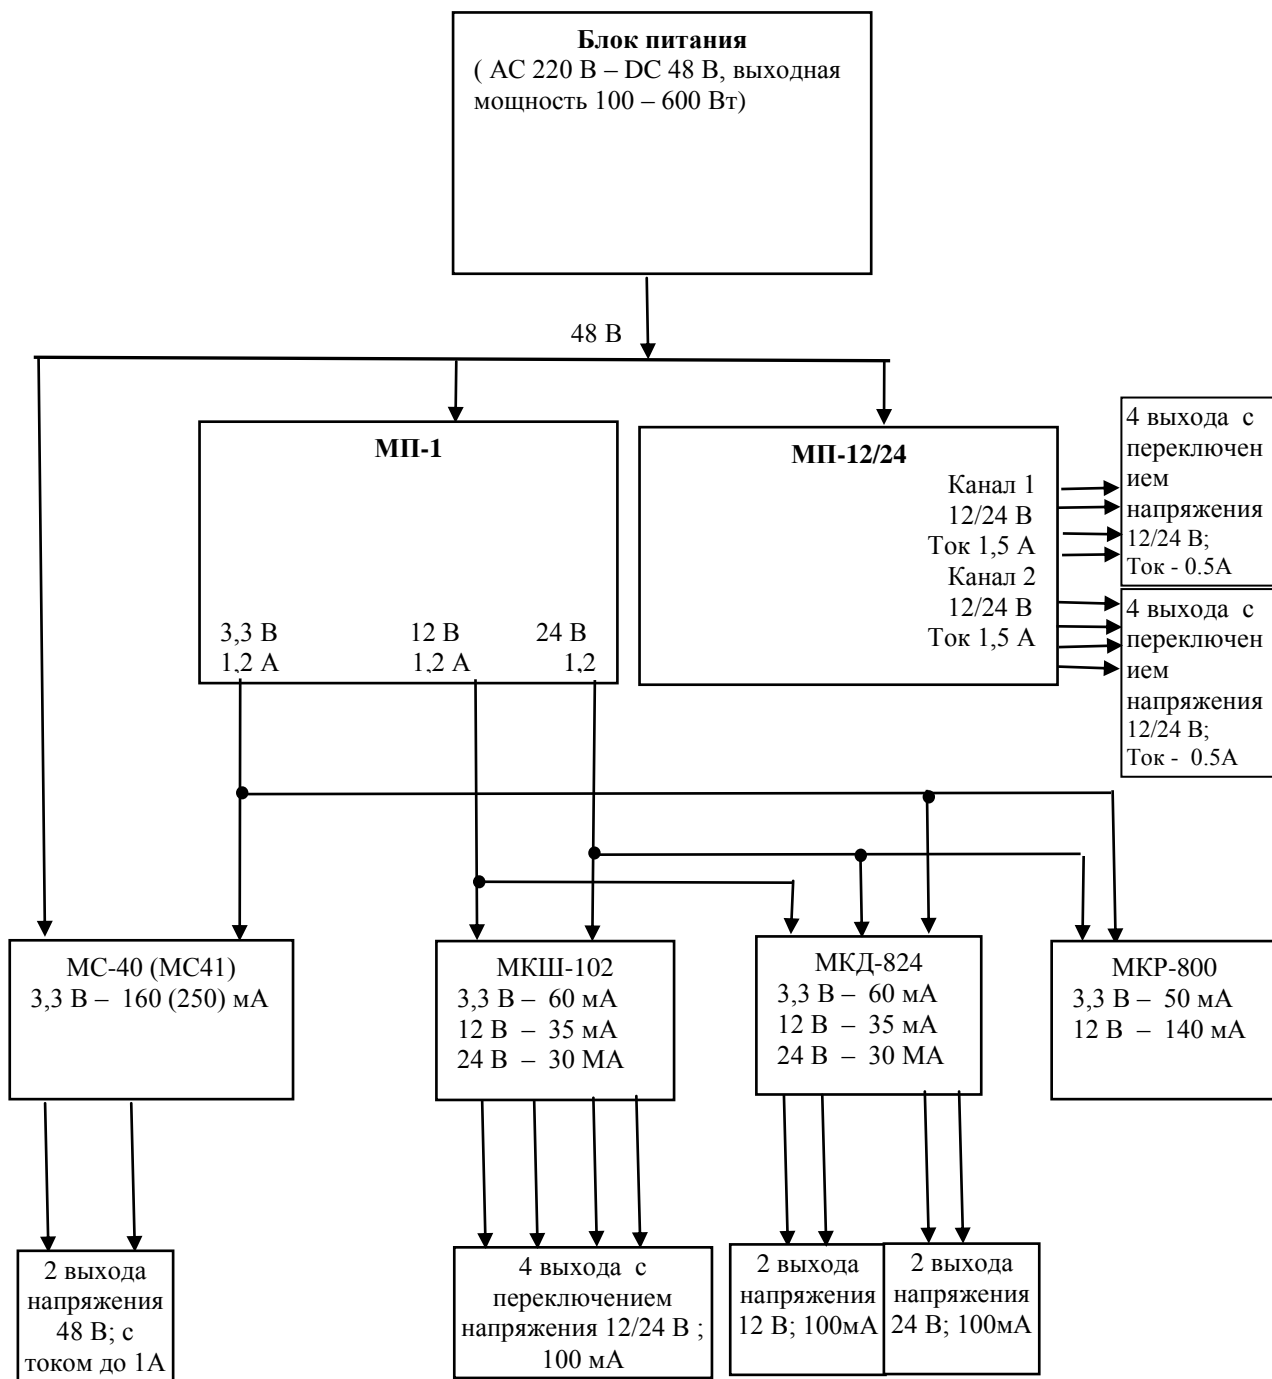 Блок питания
( AC 220 В – DC 48 В, выходная
мощность 100 – 600 Вт)
48 В
МП-1
3,3 В
12 В
24 В
1,2 А
1,2 А
1,2
МП-12/24
Канал 1
12/24 В
Ток 1,5 А
Канал 2
12/24 В
Ток 1,5 А
4 выхода с
переключен
ием
напряжения
12/24 В;
Ток - 0.5А
4 выхода с
переключен
ием
напряжения
12/24 В;
Ток - 0.5А
МС-40 (МС41)
3,3 В – 160 (250) мА
МКШ-102
3,3 В – 60 мА
12 В – 35 мА
24 В – 30 МА
МКД-824
3,3 В – 60 мА
12 В – 35 мА
24 В – 30 МА
МКР-800
3,3 В – 50 мА
12 В – 140 мА
2 выхода
напряжения
48 В; с
током до 1А
4 выхода с
переключением
напряжения 12/24 В ;
100 мА
2 выхода
напряжения
12 В; 100мА
2 выхода
напряжения
24 В; 100мА